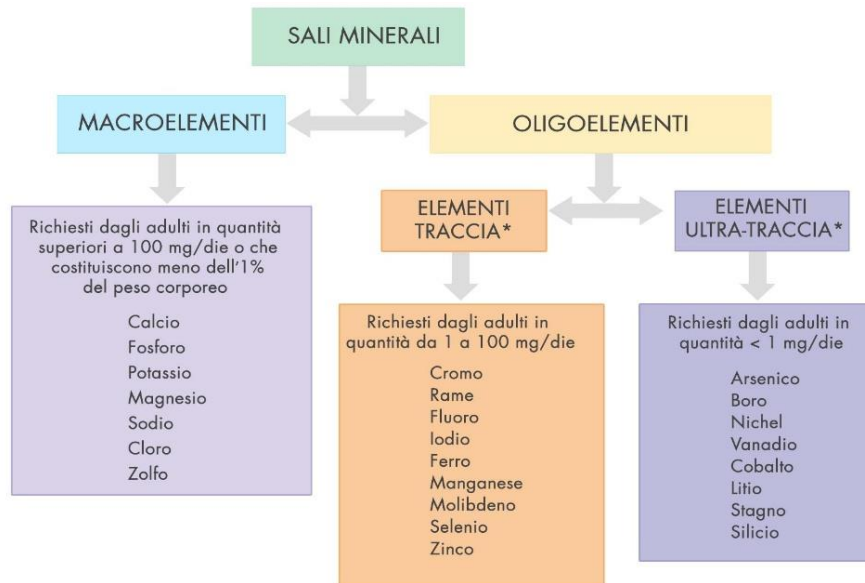 SALI MINERALI
MACROELEMENTI
OLIGOELEMENTI
Richiesti dagli adulti in quantità
superiori a 100 mg/die o che
costituiscono meno dell'1%
del peso corporeo
Calcio
Fosforo
Potassio
Magnesio
Sodio
Cloro
Zolfo
ELEMENTI
TRACCIA*
Richiesti dagli adulti in
quantità da 1 a 100 mg/die
Cromo
Rame
Fluoro
Iodio
Ferro
Manganese
Molibdeno
Selenio
Zinco
ELEMENTI
ULTRA-TRACCIA*
Richiesti dagli adulti in
quantità < 1 mg/die
Arsenico
Boro
Nichel
Vanadio
Cobalto
Litio
Stagno
Silicio